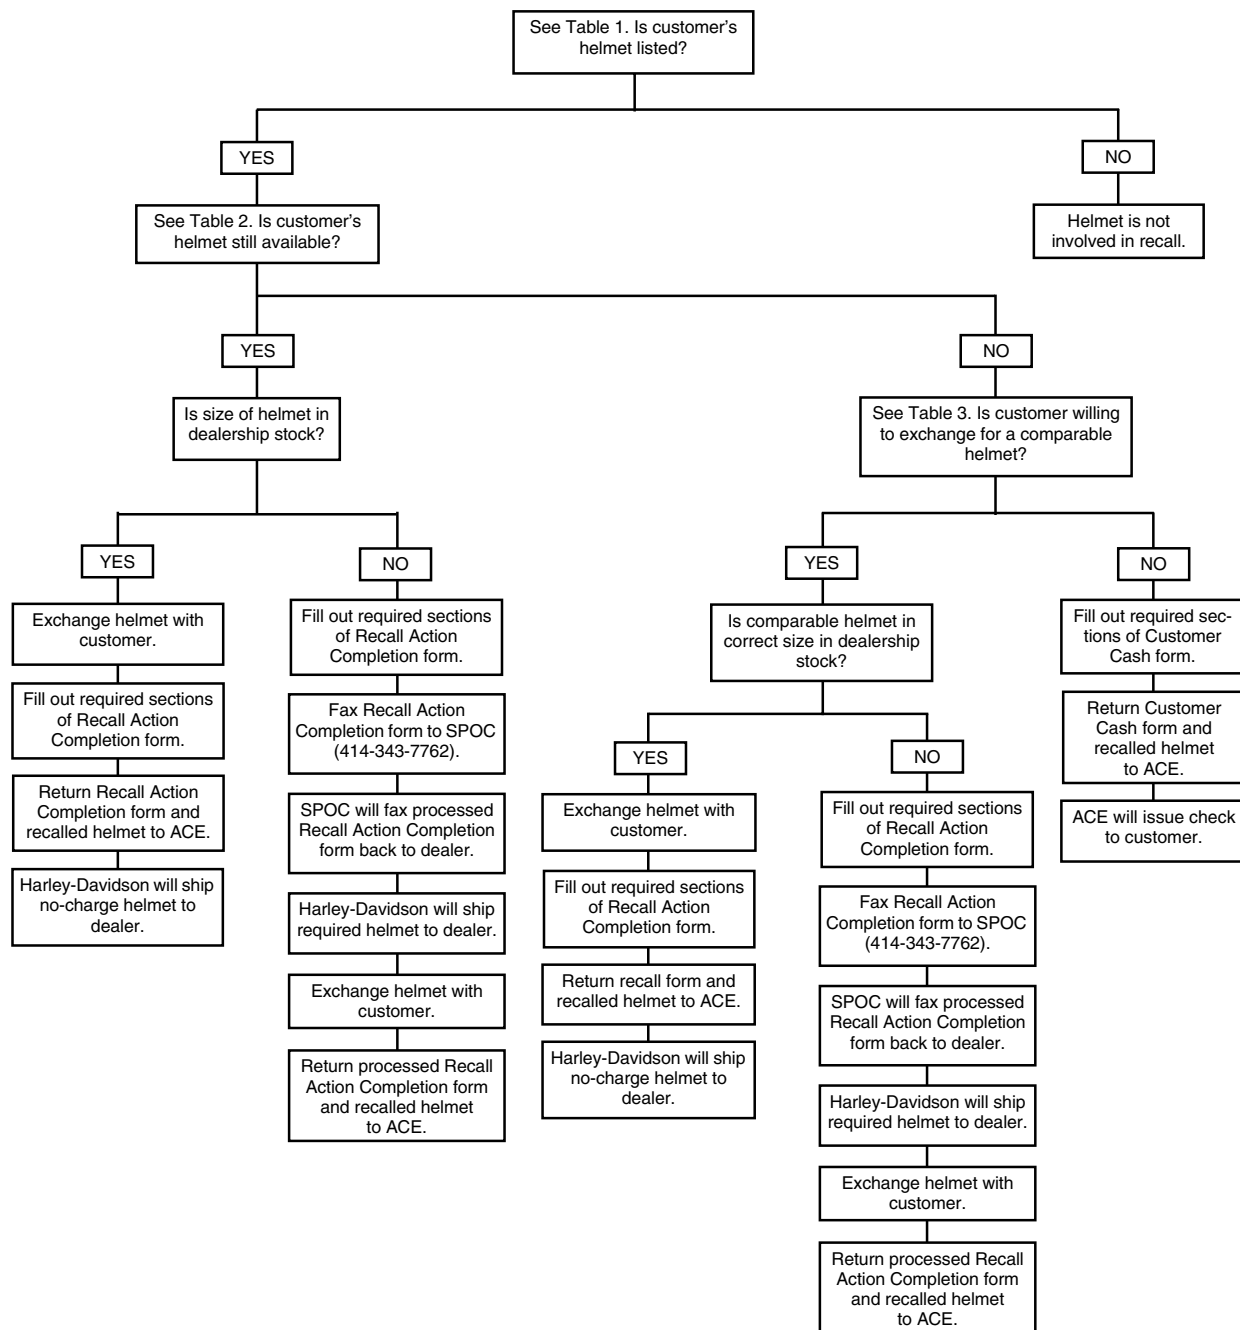 See Table 1. Is customer's
helmet listed?
YES
NO
See Table 2. Is customer's
helmet still available?
Helmet is not
involved in recall.
YES
NO
Is size of helmet in
dealership stock?
See Table 3. Is customer willing
to exchange for a comparable
helmet?
YES
NO
YES
NO
Exchange helmet with
customer.
Fill out required sections
of Recall Action
Completion form.
Return Recall Action
Completion form and
recalled helmet to ACE.
Harley-Davidson will ship
no-charge helmet to
dealer.
Fill out required sections
of Recall Action
Completion form.
Fax Recall Action
Completion form to SPOC
(414-343-7762).
SPOC will fax processed
Recall Action Completion
form back to dealer.
Harley-Davidson will ship
required helmet to dealer.
Exchange helmet with
customer.
Return processed Recall
Action Completion form
and recalled helmet
to ACE.
Is comparable helmet in
correct size in dealership
stock?
YES
NO
Exchange helmet with
customer.
Fill out required sections
of Recall Action
Completion form.
Return recall form and
recalled helmet to ACE.
Harley-Davidson will ship
no-charge helmet to
dealer.
Fill out required sections
of Recall Action
Completion form.
Fax Recall Action
Completion form to SPOC
(414-343-7762).
SPOC will fax processed
Recall Action Completion
form back to dealer.
Harley-Davidson will ship
required helmet to dealer.
Exchange helmet with
customer.
Return processed Recall
Action Completion form
and recalled helmet
to ACE.
Fill out required sec-
tions of Customer
Cash form.
Return Customer
Cash form and
recalled helmet
to ACE.
ACE will issue check
to customer.